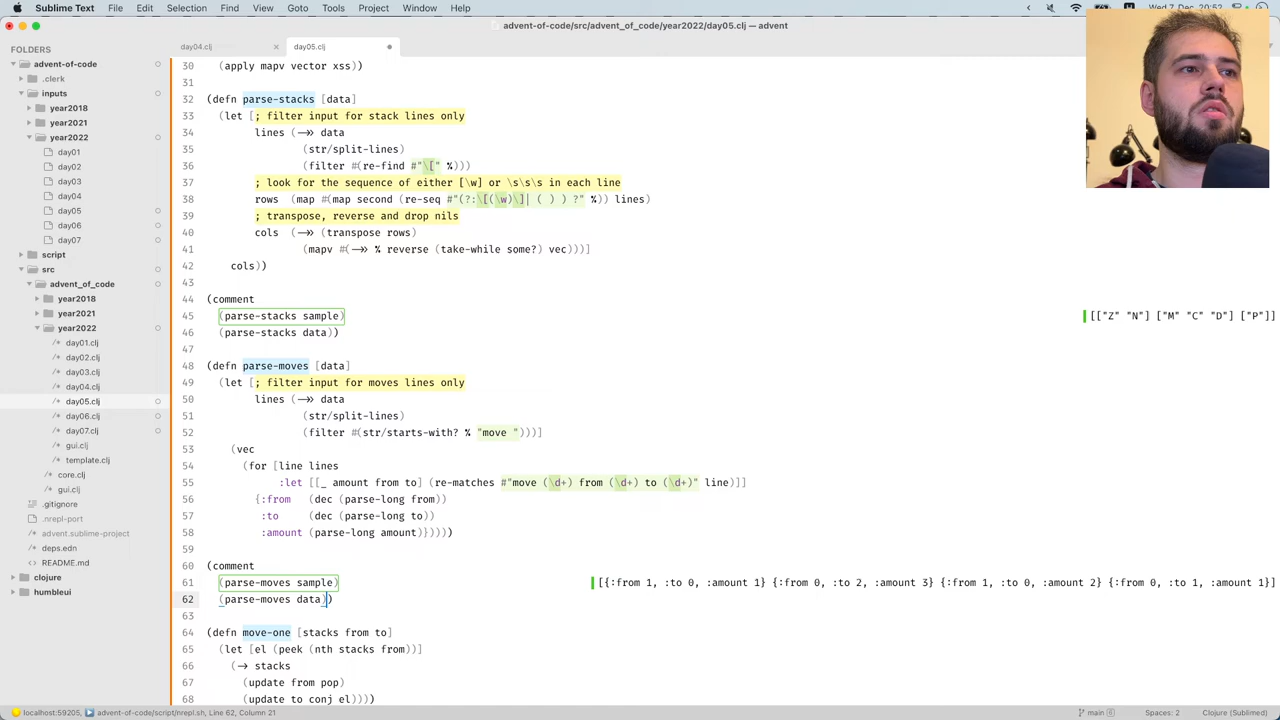 Sublime Text File Edit Selection Find View Goto Tools Project Window Help
Wed 7. Dec 20:52
advent-of-code/src/advent_of_code/year2022/day05.clj — advent
FOLDERS
advent-of-code
.clerk
inputs
year2018
year2021
year2022
day01
day02
day03
day04
day05
day06
day07
script
src
advent_of_code
year2018
year2021
year2022
day01.clj
day02.clj
day03.clj
day04.clj
day05.clj
day06.clj
day07.clj
gui.clj
template.clj
core.clj
gui.clj
.gitignore
.nrepl-port
advent.sublime-project
deps.edn
README.md
clojure
humbleui
day04.clj × day05.clj
30 (apply mapv vector xss))
31
32 (defn parse-stacks [data]
33 (let [; filter input for stack lines only
34 lines (->> data
35 (str/split-lines)
36 (filter #(re-find #"\[" %)))
37 ; look for the sequence of either [\w] or \s\s\s in each line
38 rows (map #(map second (re-seq #"(?:\[(\w)\]| ( ) ) ?" %)) lines)
39 ; transpose, reverse and drop nils
40 cols (->> (transpose rows)
41 (mapv #(->> % reverse (take-while some?) vec)))]
42 cols))
43
44 (comment
45 (parse-stacks sample) [["Z" "N"] ["M" "C" "D"] ["P"]]
46 (parse-stacks data))
47
48 (defn parse-moves [data]
49 (let [; filter input for moves lines only
50 lines (->> data
51 (str/split-lines)
52 (filter #(str/starts-with? % "move ")))]
53 (vec
54 (for [line lines
55 :let [[_ amount from to] (re-matches #"move (\d+) from (\d+) to (\d+)" line)]]
56 {:from (dec (parse-long from))
57 :to (dec (parse-long to))
58 :amount (parse-long amount)}))))
59
60 (comment
61 (parse-moves sample) [{:from 1, :to 0, :amount 1} {:from 0, :to 2, :amount 3} {:from 1, :to 0, :amount 2} {:from 0, :to 1, :amount 1}]
62 (parse-moves data))
63
64 (defn move-one [stacks from to]
65 (let [el (peek (nth stacks from))]
66 (-> stacks
67 (update from pop)
68 (update to conj el))))
localhost:59205, advent-of-code/script/nrepl.sh, Line 62, Column 21
main 6 Spaces: 2 Clojure (Sublimed)